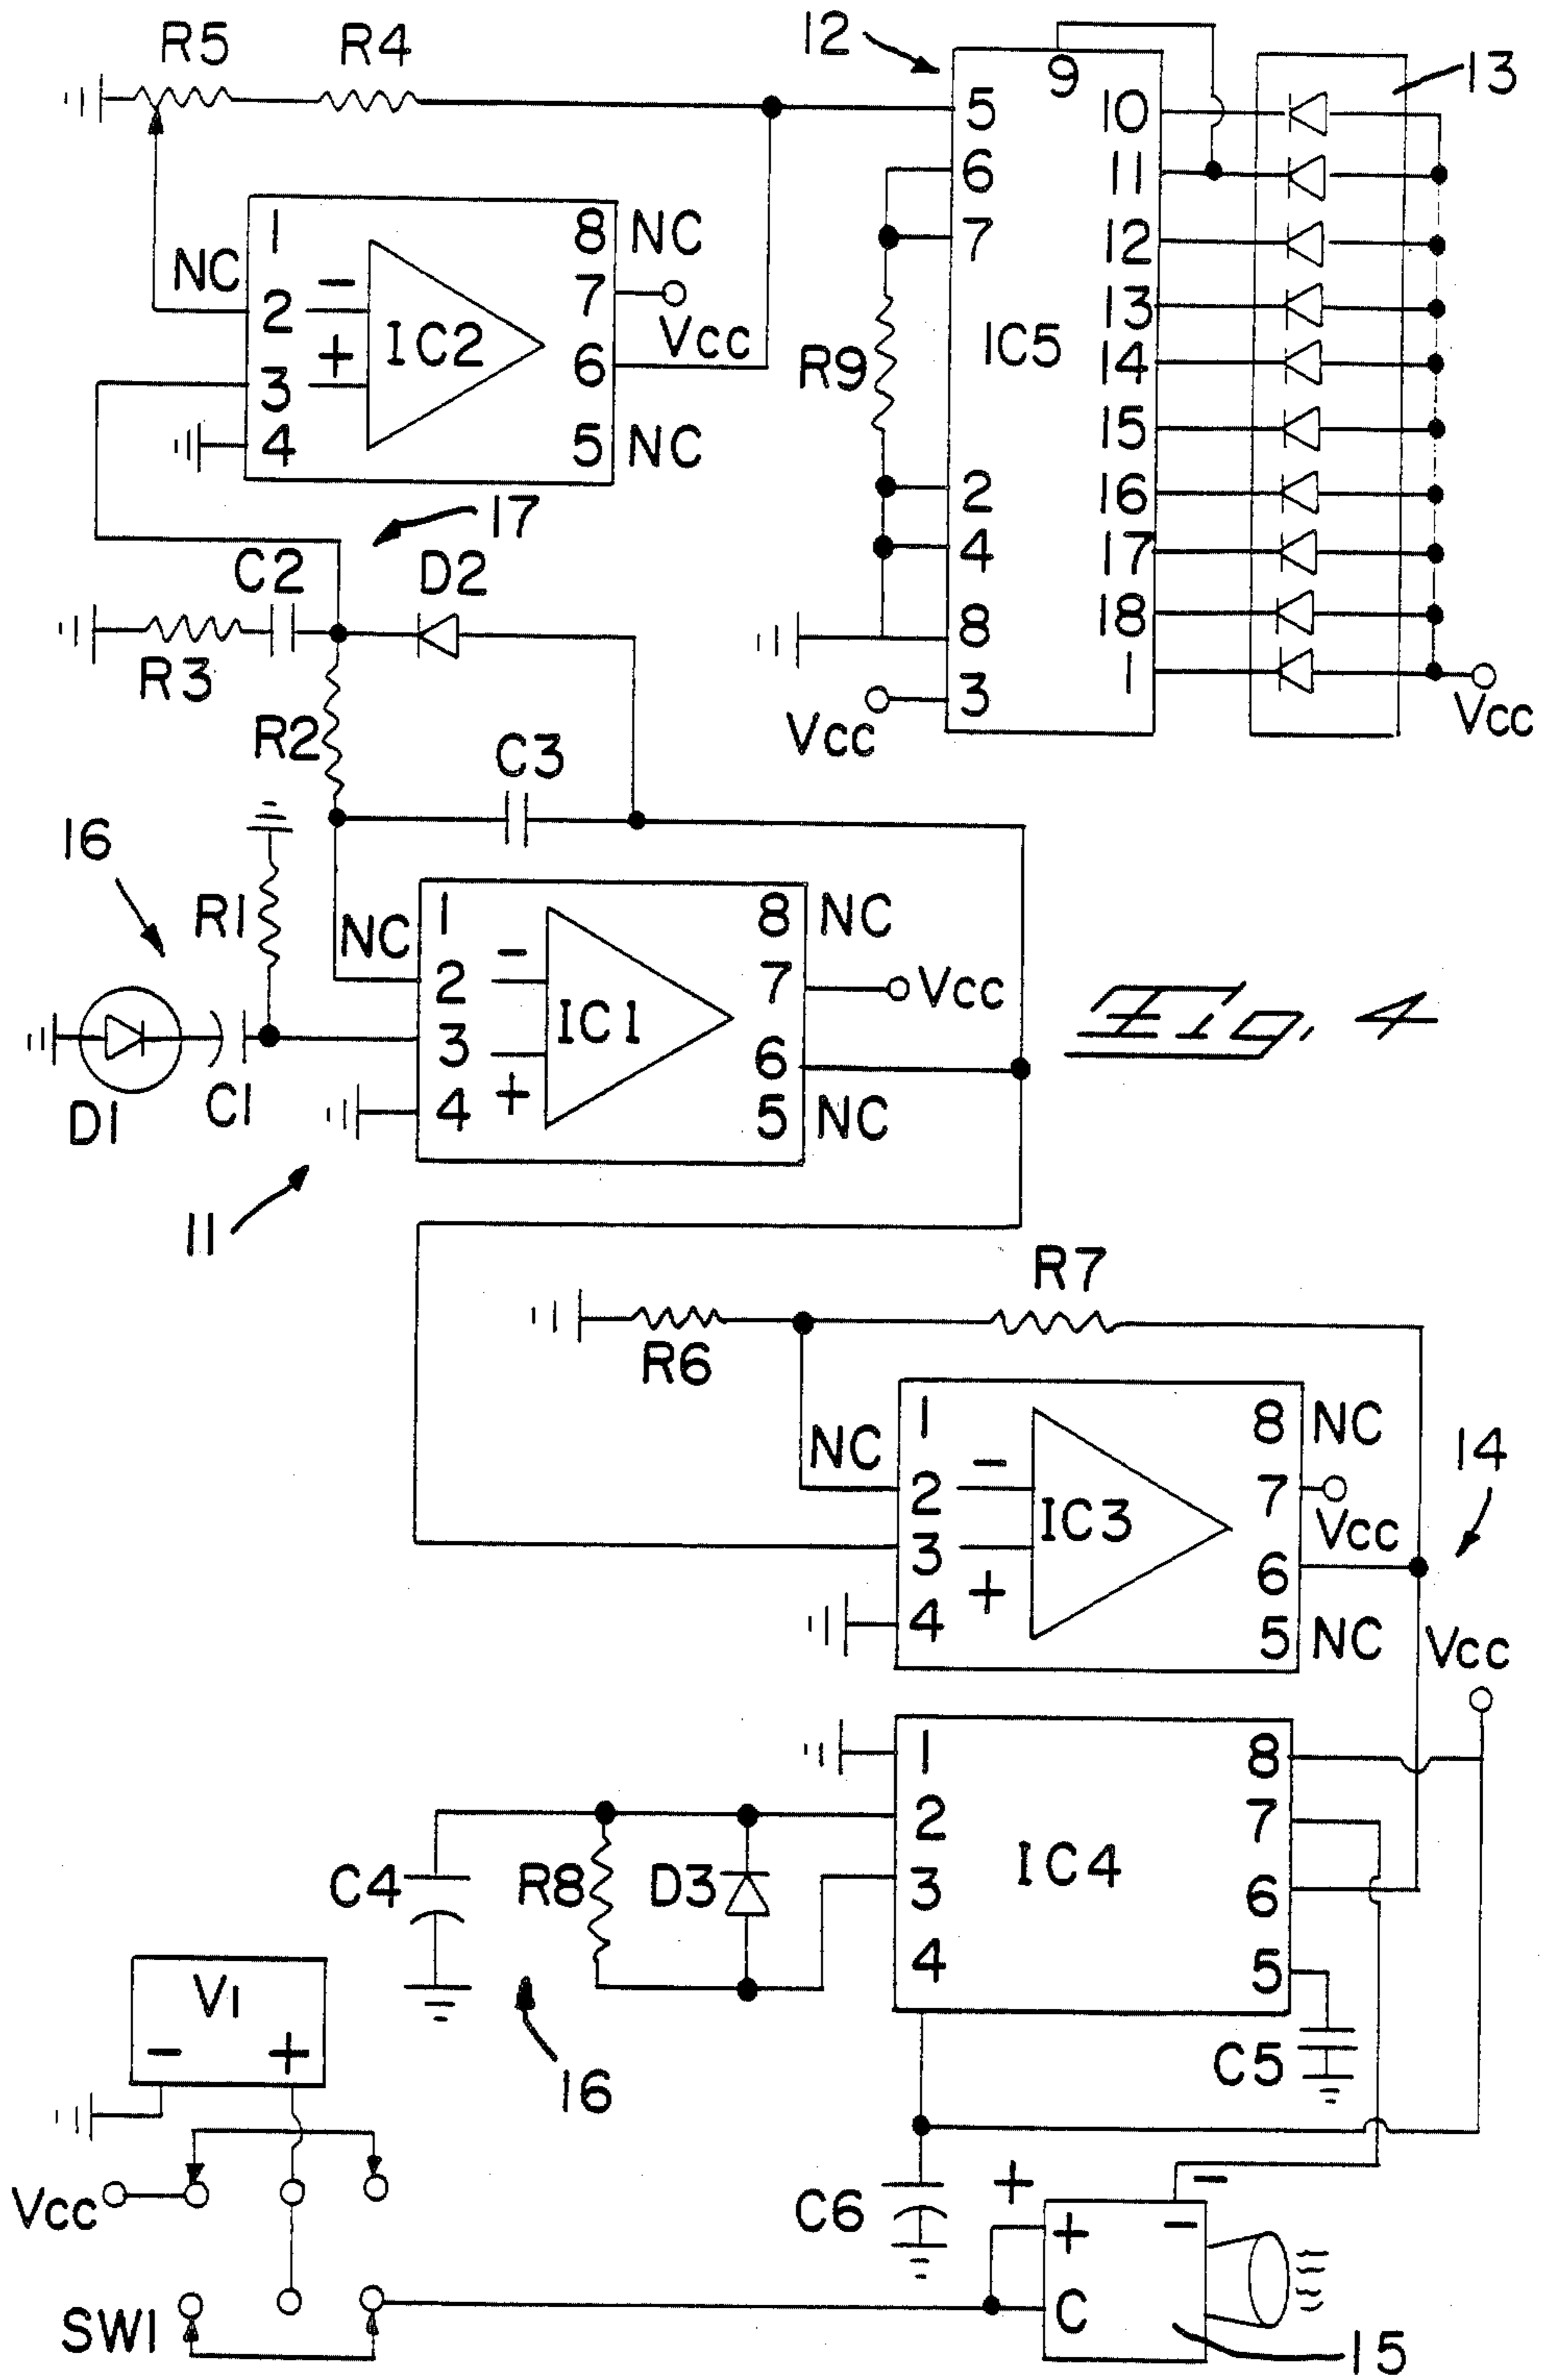 R5 R4
12
13
9
5 10
6 11
7 12
13
IC5
14
R9
15
2 16
4 17
8 18
3 1
Vcc
Vcc
1 8 NC
NC
2 - 7
IC2
Vcc
+
3 6
4 5 NC
17
C2 D2
R3
R2
C3
16
R1
1 8 NC
NC
2 - 7 Vcc
IC1
3 6
4 + 5 NC
D1 C1
11
Fig. 4
R7
R6
1 8 NC
NC
2 - 7
IC3
Vcc
3 6
+
4 5 NC
14
Vcc
1 8
2 7
IC4
3 6
4 5
C4 R8 D3
16
C5
V1
- +
Vcc
C6
+ -
+ -
C
SW1
15